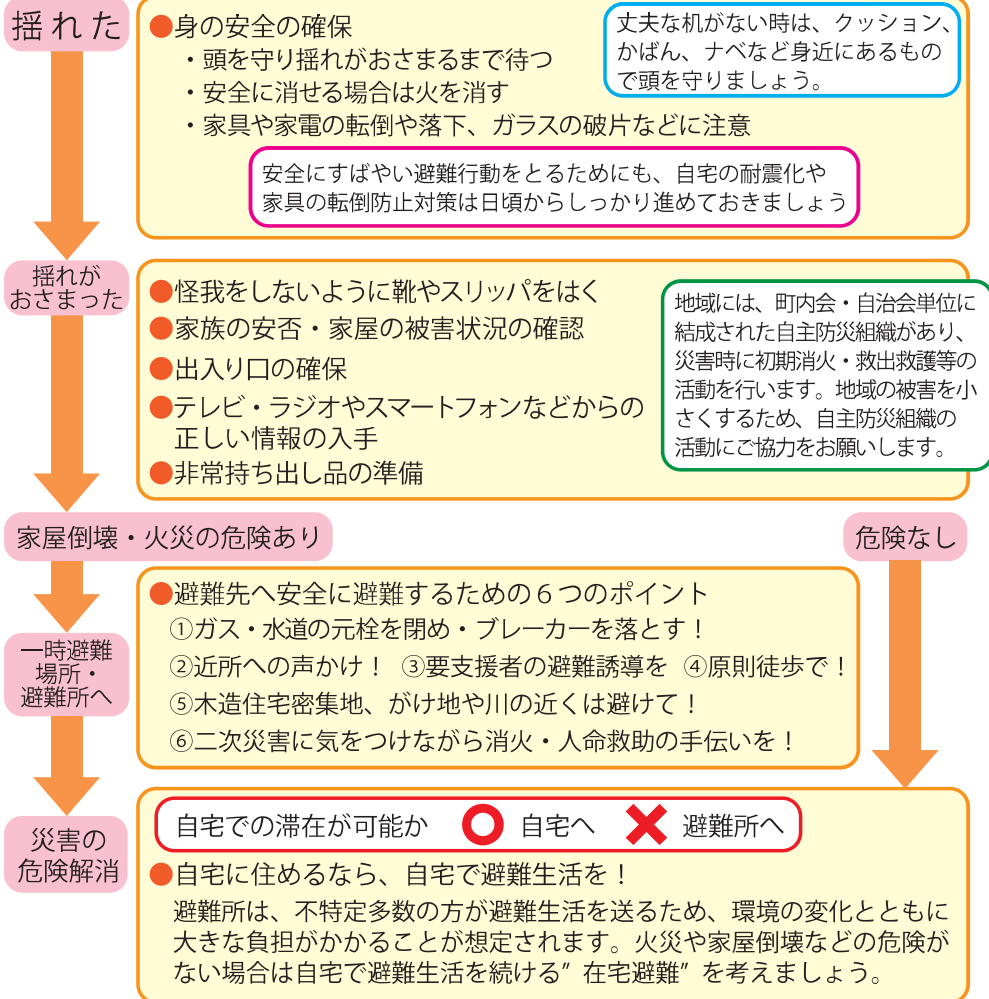 揺れた
●身の安全の確保
・頭を守り揺れがおさまるまで待つ
・安全に消せる場合は火を消す
・家具や家電の転倒や落下、ガラスの破片などに注意
丈夫な机がない時は、クッション、
かばん、ナベなど身近にあるもの
で頭を守りましょう。
安全にすばやい避難行動をとるためにも、自宅の耐震化や
家具の転倒防止対策は日頃からしっかり進めておきましょう
揺れが
おさまった
●怪我をしないように靴やスリッパをはく
●家族の安否・家屋の被害状況の確認
●出入り口の確保
●テレビ・ラジオやスマートフォンなどからの
正しい情報の入手
●非常持ち出し品の準備
地域には、町内会・自治会単位に
結成された自主防災組織があり、
災害時に初期消火・救出救護等の
活動を行います。地域の被害を小
さくするため、自主防災組織の
活動にご協力をお願いします。
家屋倒壊・火災の危険あり
危険なし
一時避難
場所・
避難所へ
●避難先へ安全に避難するための6つのポイント
①ガス・水道の元栓を閉め・ブレーカーを落とす！
②近所への声かけ！ ③要支援者の避難誘導を ④原則徒歩で！
⑤木造住宅密集地、がけ地や川の近くは避けて！
⑥二次災害に気をつけながら消火・人命救助の手伝いを！
災害の
危険解消
自宅での滞在が可能か 自宅へ 避難所へ
●自宅に住めるなら、自宅で避難生活を！
避難所は、不特定多数の方が避難生活を送るため、環境の変化とともに
大きな負担がかかることが想定されます。火災や家屋倒壊などの危険が
ない場合は自宅で避難生活を続ける”在宅避難”を考えましょう。